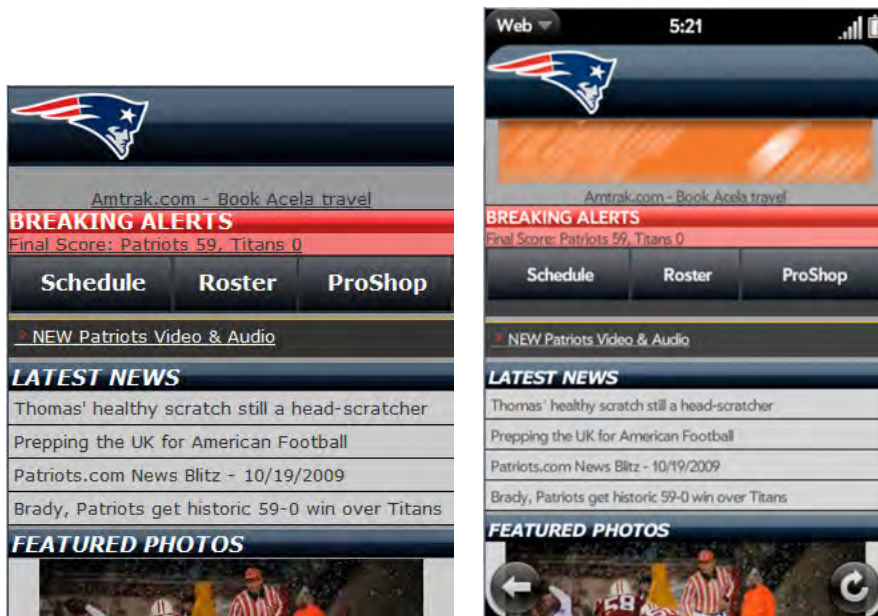 Amtrak.com - Book Acela travel
BREAKING ALERTS
Final Score: Patriots 59, Titans 0
Schedule Roster ProShop
» NEW Patriots Video & Audio
LATEST NEWS
Thomas' healthy scratch still a head-scratcher
Prepping the UK for American Football
Patriots.com News Blitz - 10/19/2009
Brady, Patriots get historic 59-0 win over Titans
FEATURED PHOTOS
Web 5:21
Amtrak.com - Book Acela travel
BREAKING ALERTS
Final Score: Patriots 59, Titans 0
Schedule Roster ProShop
» NEW Patriots Video & Audio
LATEST NEWS
Thomas' healthy scratch still a head-scratcher
Prepping the UK for American Football
Patriots.com News Blitz - 10/19/2009
Brady, Patriots get historic 59-0 win over Titans
FEATURED PHOTOS
58